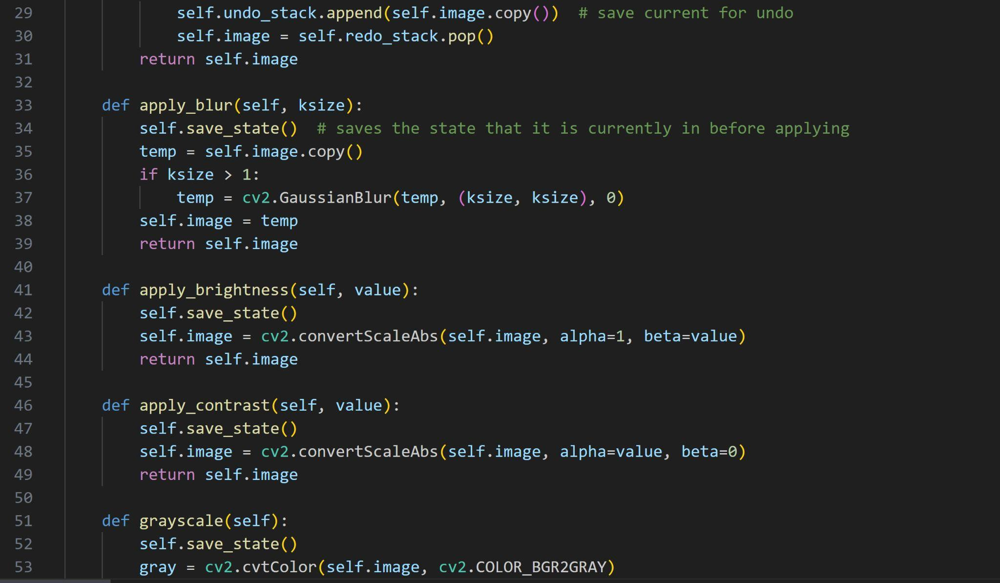 29 self.undo_stack.append(self.image.copy())  # save current for undo
30 self.image = self.redo_stack.pop()
31 return self.image
32
33 def apply_blur(self, ksize):
34 self.save_state()  # saves the state that it is currently in before applying
35 temp = self.image.copy()
36 if ksize > 1:
37 temp = cv2.GaussianBlur(temp, (ksize, ksize), 0)
38 self.image = temp
39 return self.image
40
41 def apply_brightness(self, value):
42 self.save_state()
43 self.image = cv2.convertScaleAbs(self.image, alpha=1, beta=value)
44 return self.image
45
46 def apply_contrast(self, value):
47 self.save_state()
48 self.image = cv2.convertScaleAbs(self.image, alpha=value, beta=0)
49 return self.image
50
51 def grayscale(self):
52 self.save_state()
53 gray = cv2.cvtColor(self.image, cv2.COLOR_BGR2GRAY)